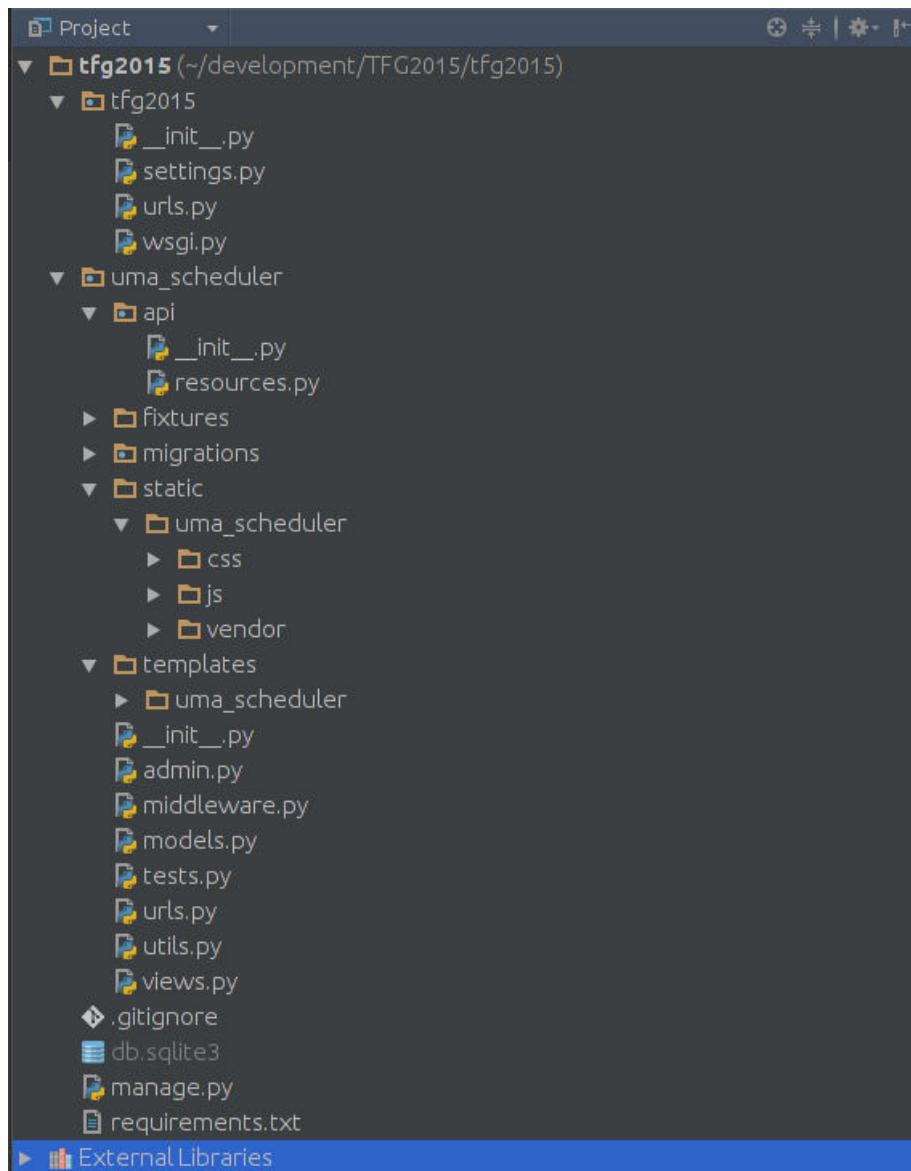 Project
tfg2015 (~/development/TFG2015/tfg2015)
tfg2015
__init__.py
settings.py
urls.py
wsgi.py
uma_scheduler
api
__init__.py
resources.py
fixtures
migrations
static
uma_scheduler
css
js
vendor
templates
uma_scheduler
__init__.py
admin.py
middleware.py
models.py
tests.py
urls.py
utils.py
views.py
.gitignore
db.sqlite3
manage.py
requirements.txt
External Libraries